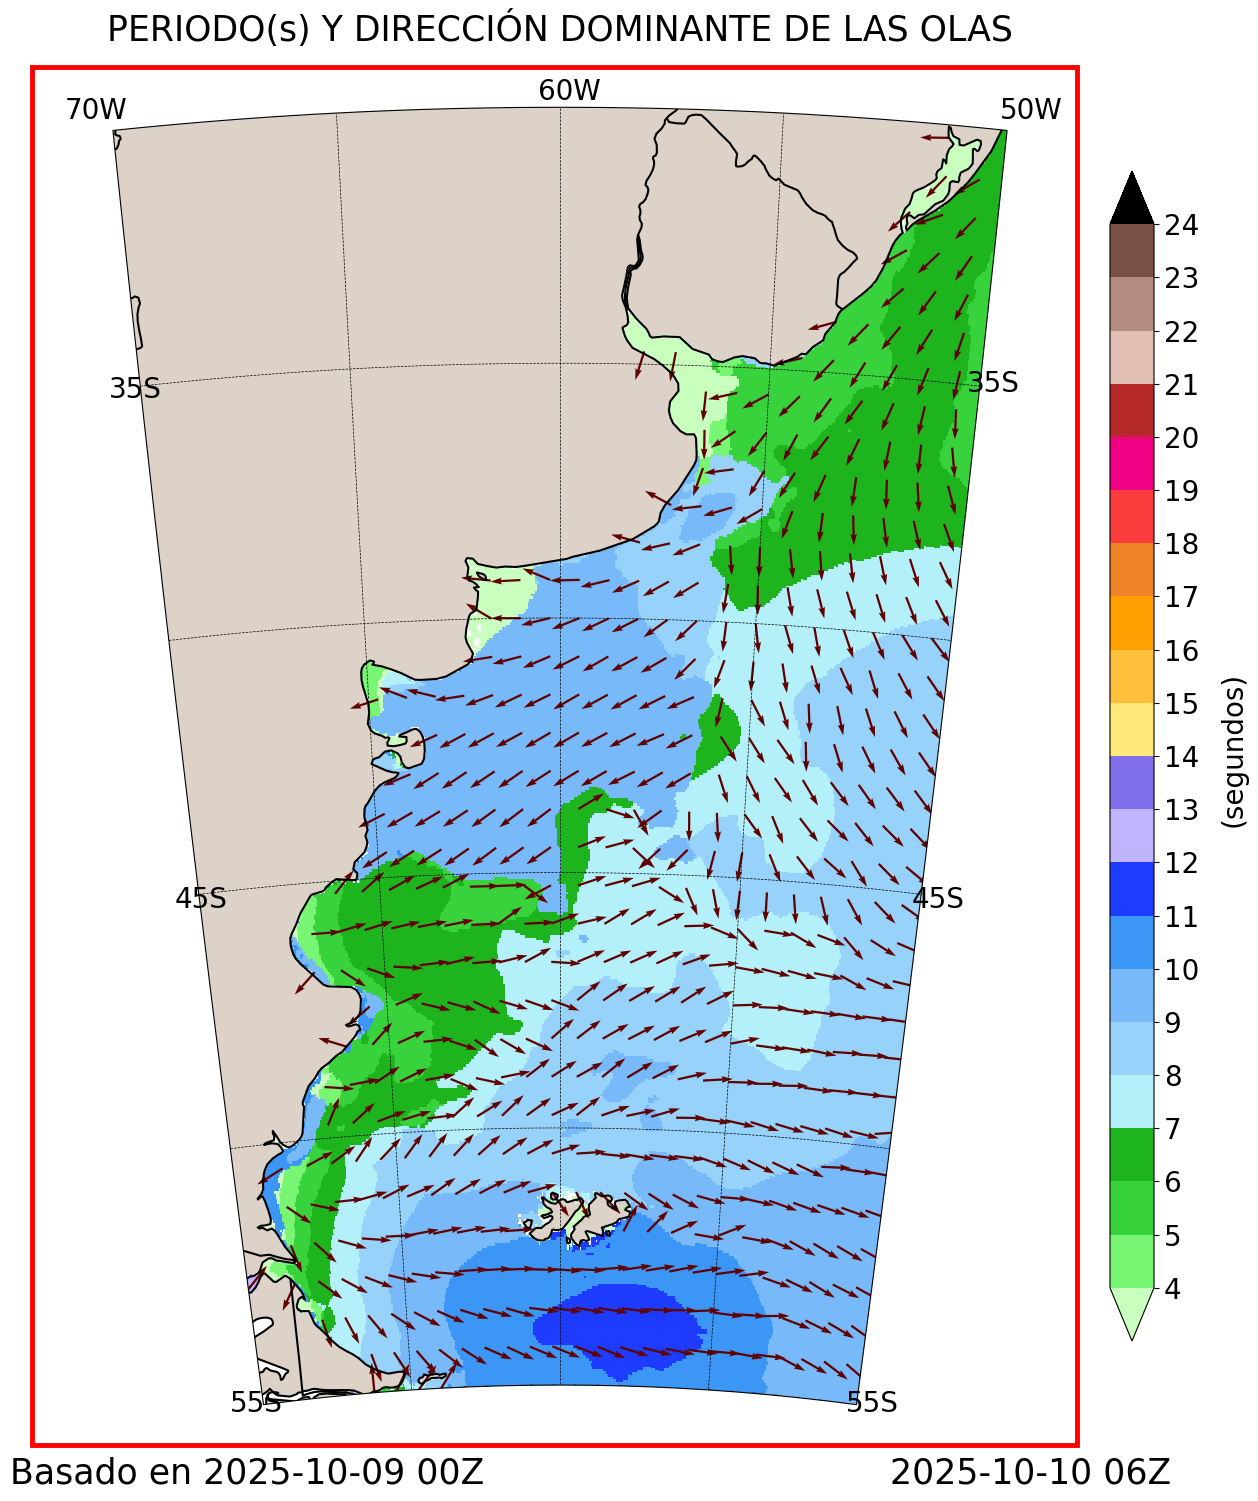 PERIODO(s) Y DIRECCIÓN DOMINANTE DE LAS OLAS
70W
60W
50W
35S
35S
45S
45S
55S
55S
24
23
22
21
20
19
18
17
16
15
14
13
12
11
10
9
8
7
6
5
4
(segundos)
Basado en 2025-10-09 00Z
2025-10-10 06Z